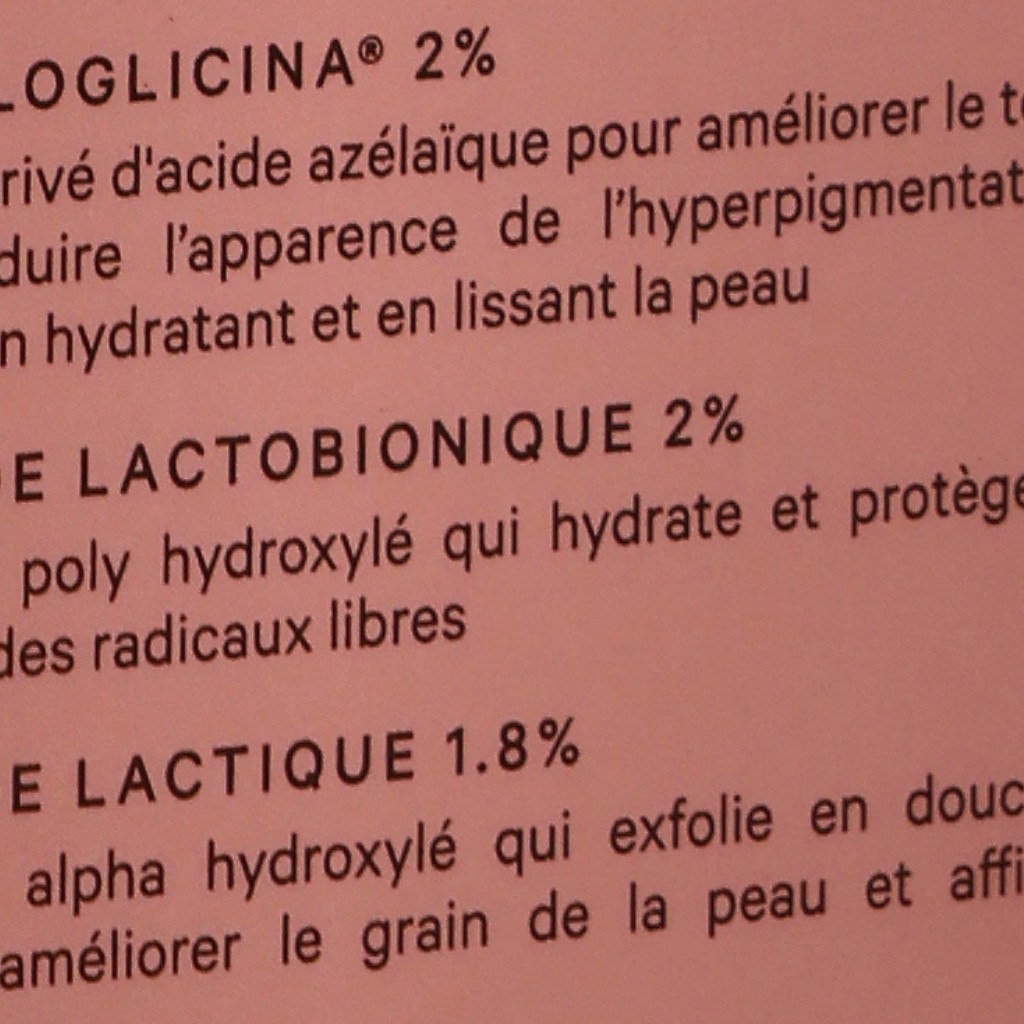 LOGLICINA® 2%
rivé d'acide azélaïque pour améliorer le t
duire l'apparence de l'hyperpigmentat
n hydratant et en lissant la peau
E LACTOBIONIQUE 2%
poly hydroxylé qui hydrate et protège
des radicaux libres
E LACTIQUE 1.8%
alpha hydroxylé qui exfolie en douc
améliorer le grain de la peau et affi